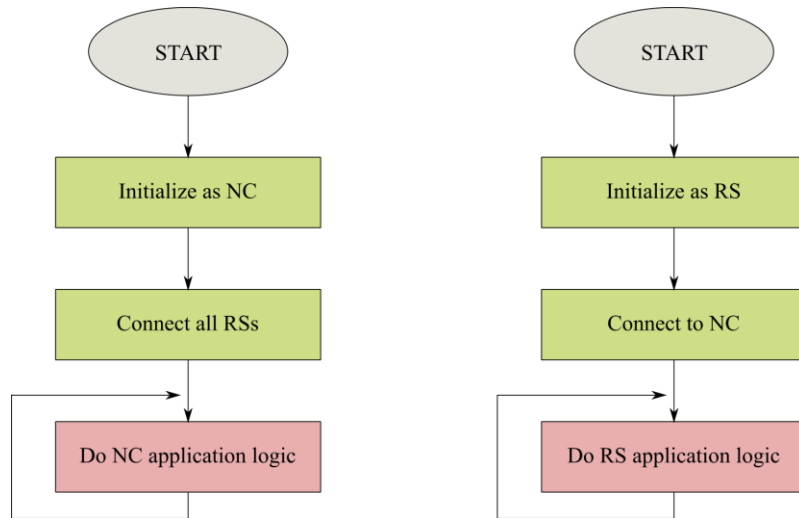 START
Initialize as NC
Connect all RSs
Do NC application logic
START
Initialize as RS
Connect to NC
Do RS application logic